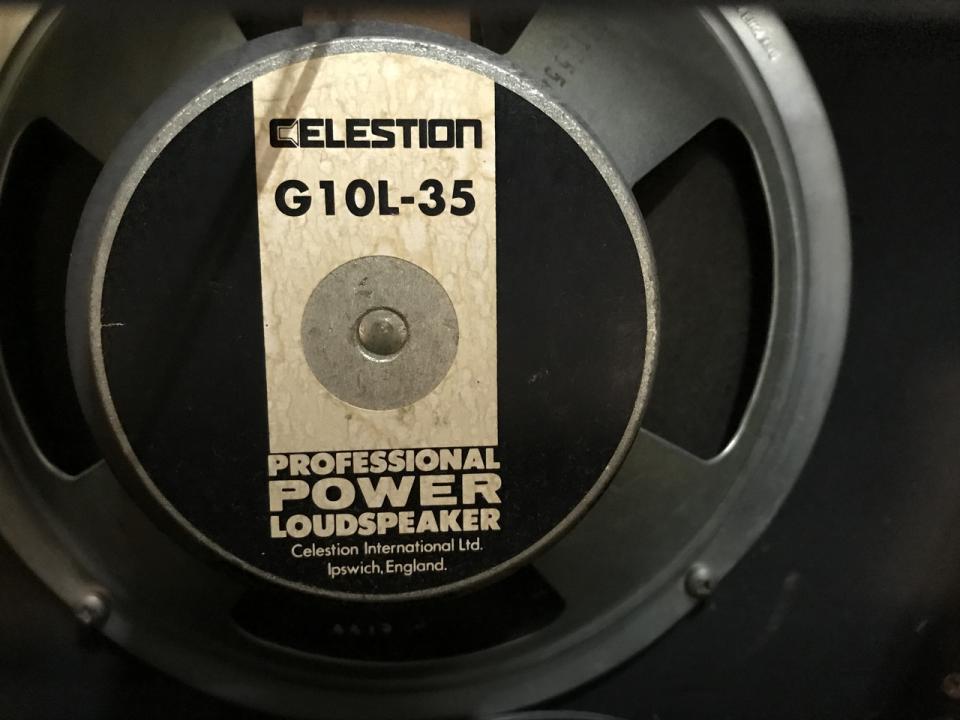 CELESTION
G10L-35
PROFESSIONAL
POWER
LOUDSPEAKER
Celestion International Ltd.
Ipswich, England.